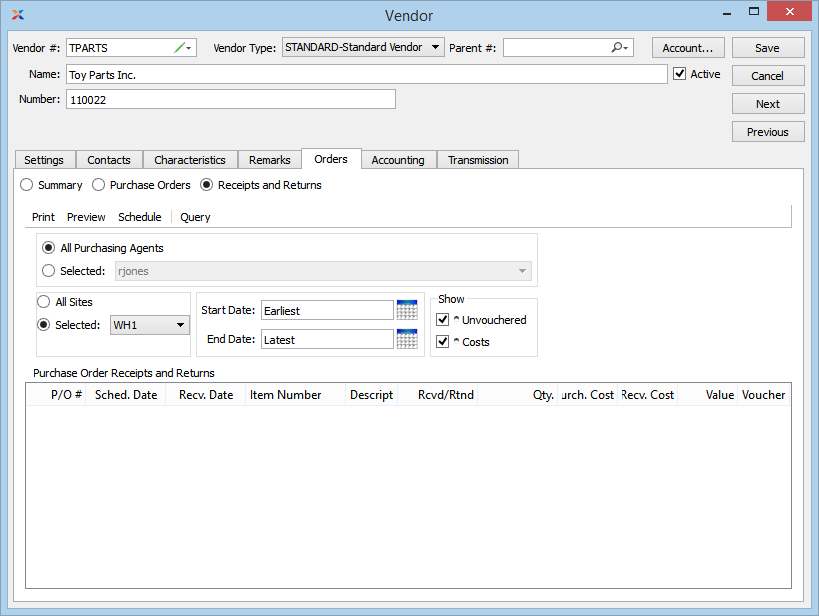 Vendor
Vendor #: TPARTS Vendor Type: STANDARD-Standard Vendor Parent #: Account... Save
Name: Toy Parts Inc. Active Cancel
Number: 110022 Next
Previous
Settings Contacts Characteristics Remarks Orders Accounting Transmission
Summary Purchase Orders Receipts and Returns
Print Preview Schedule Query
All Purchasing Agents
Selected: rjones
All Sites
Selected: WH1
Start Date: Earliest
End Date: Latest
Show
^ Unvouchered
^ Costs
Purchase Order Receipts and Returns
P/O # Sched. Date Recv. Date Item Number Descript Rcvd/Rtnd Qty. urch. Cost Recv. Cost Value Voucher